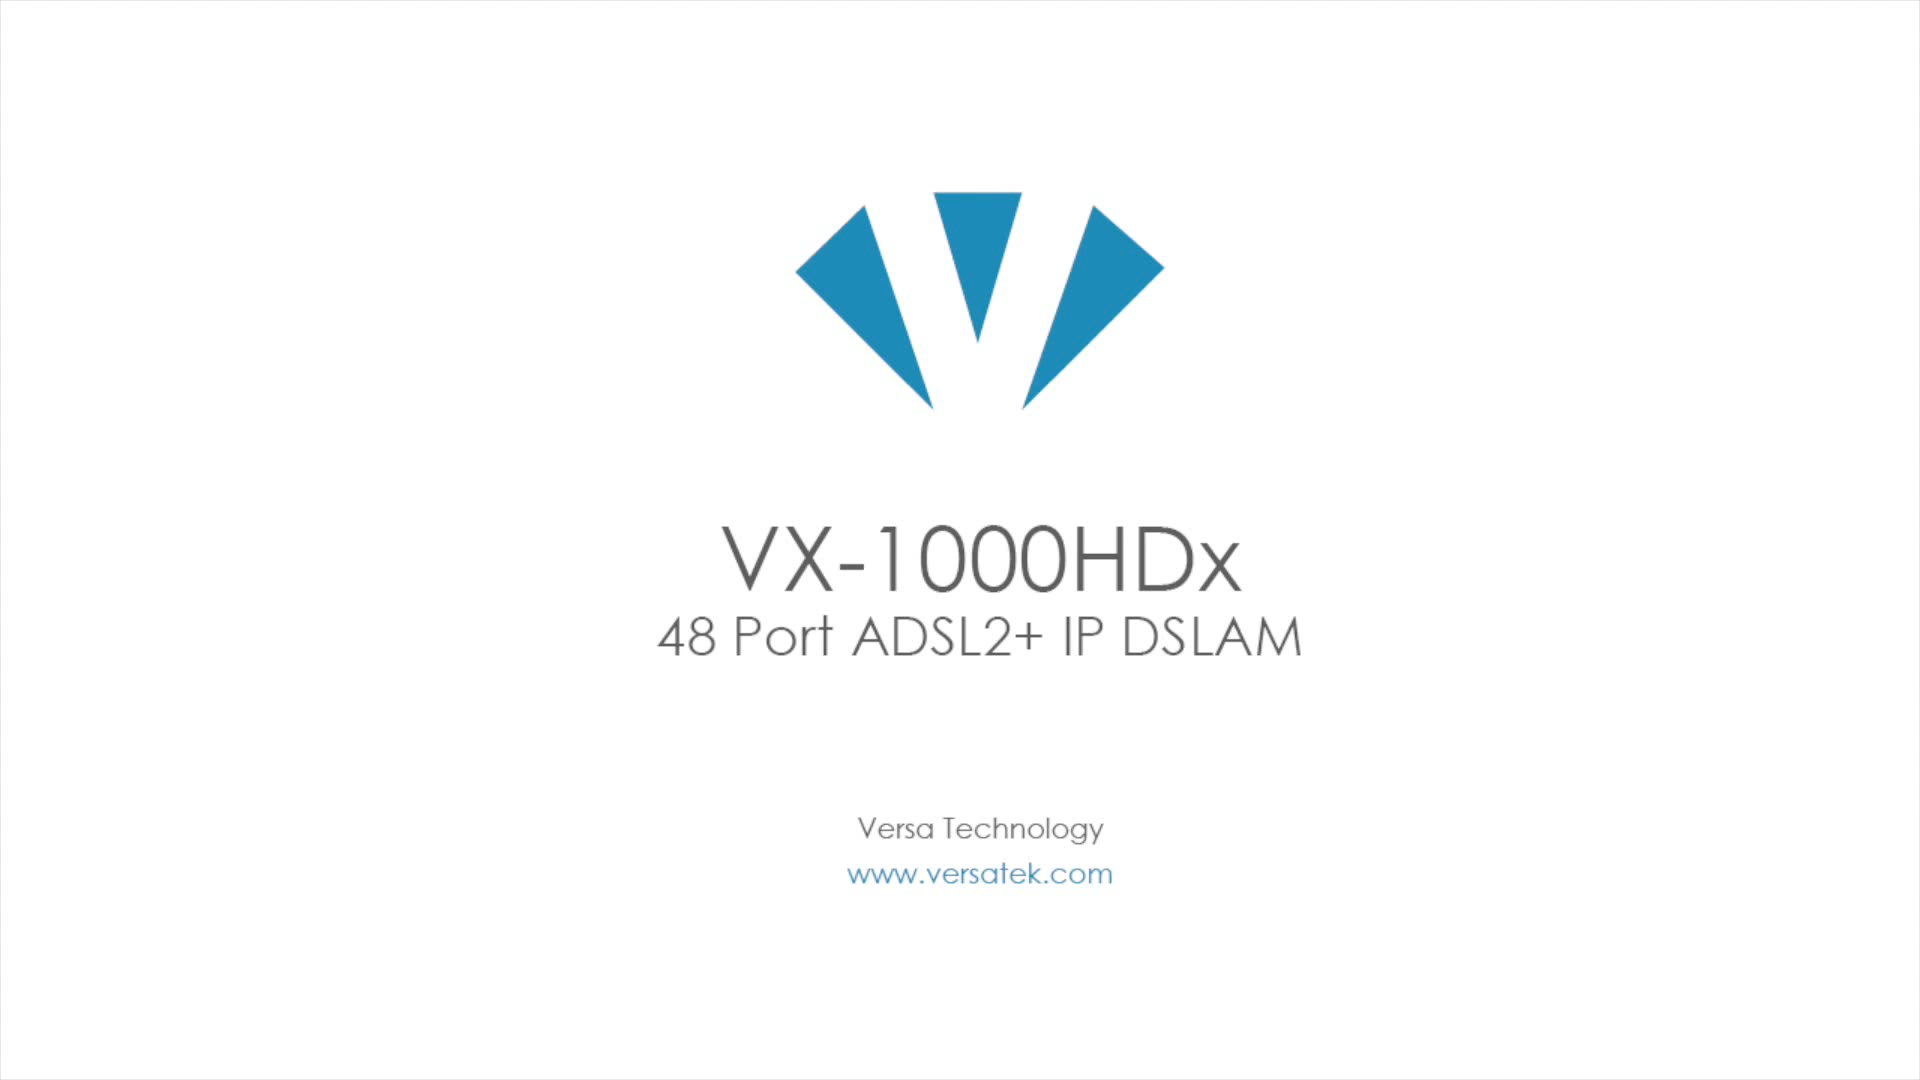 VX-1000HDx
48 Port ADSL2+ IP DSLAM
Versa Technology
www.versatek.com